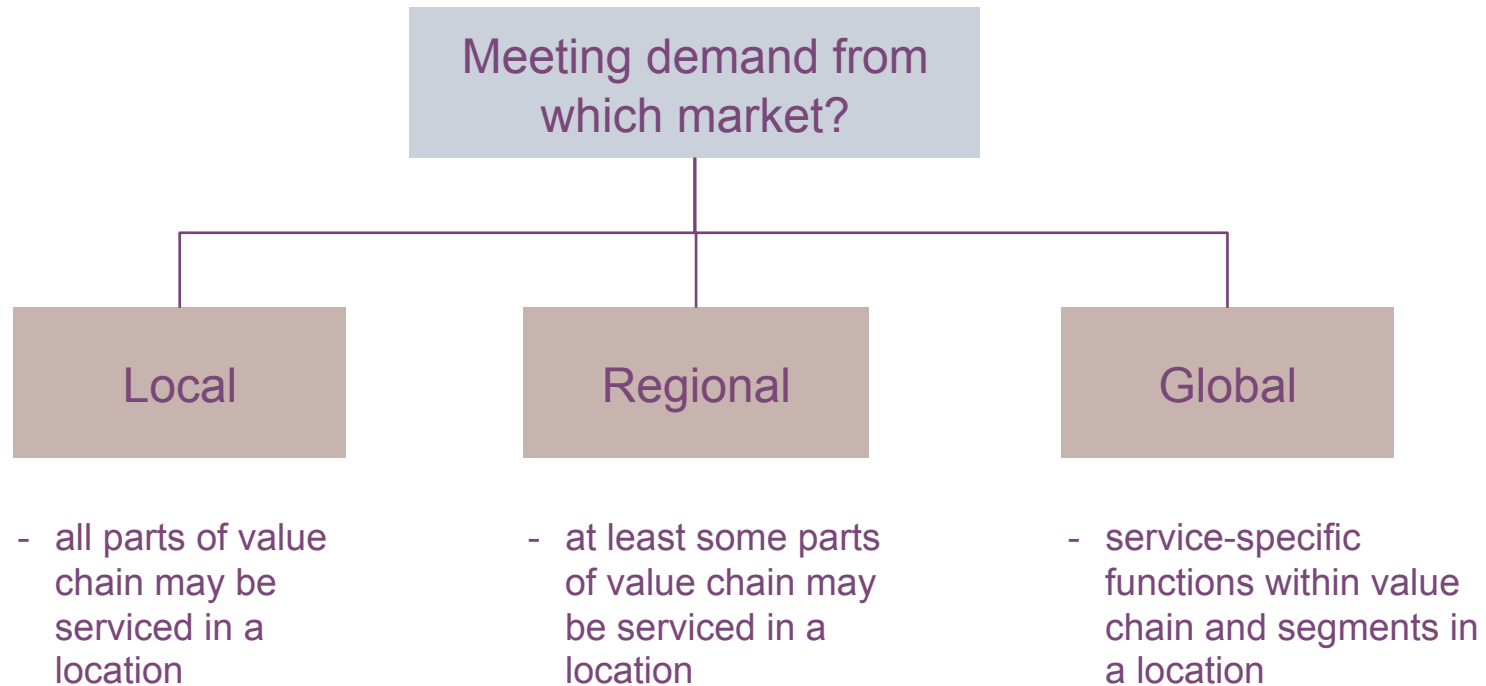 Meeting demand from
which market?
Local
Regional
Global
- all parts of value
chain may be
serviced in a
location
- at least some parts
of value chain may
be serviced in a
location
- service-specific
functions within value
chain and segments in
a location